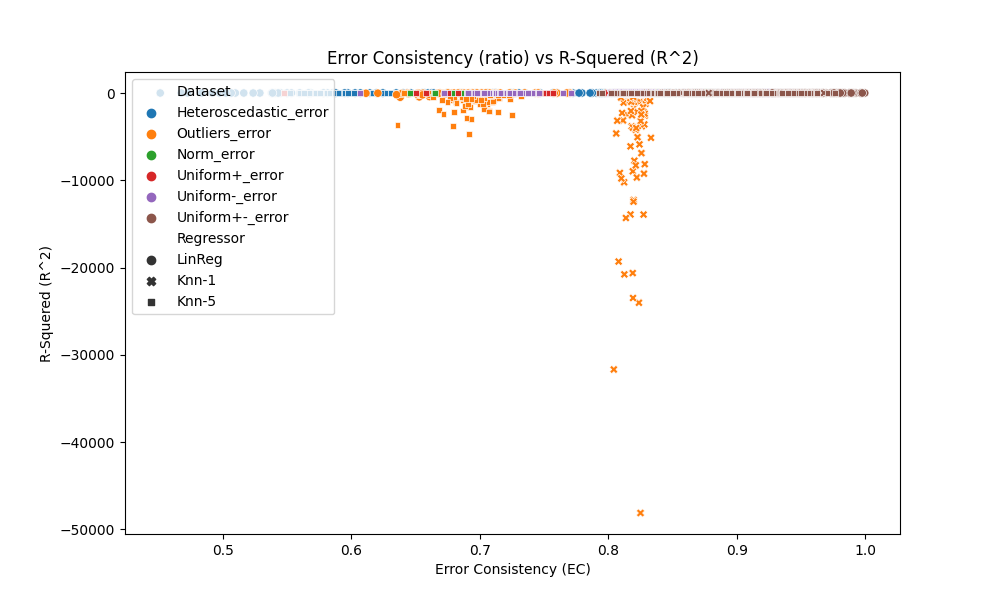 Error Consistency (ratio) vs R-Squered (R^2)
R-Squered (R^2)
0
−10000
−20000
−30000
−40000
−50000
Dataset
Heteroscedastic_error
Outliers_error
Norm_error
Uniform+_error
Uniform-_error
Uniform+-_error
Regressor
LinReg
Knn-1
Knn-5
0.5 0.6 0.7 0.8 0.9 1.0
Error Consistency (EC)